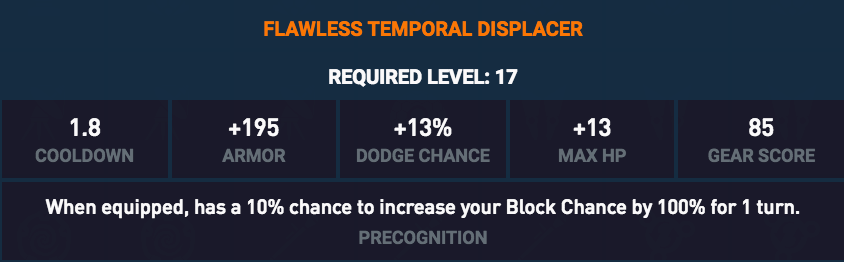 FLAWLESS TEMPORAL DISPLACER
REQUIRED LEVEL: 17
1.8
COOLDOWN
+195
ARMOR
+13%
DODGE CHANCE
+13
MAX HP
85
GEAR SCORE
When equipped, has a 10% chance to increase your Block Chance by 100% for 1 turn.
PRECOGNITION